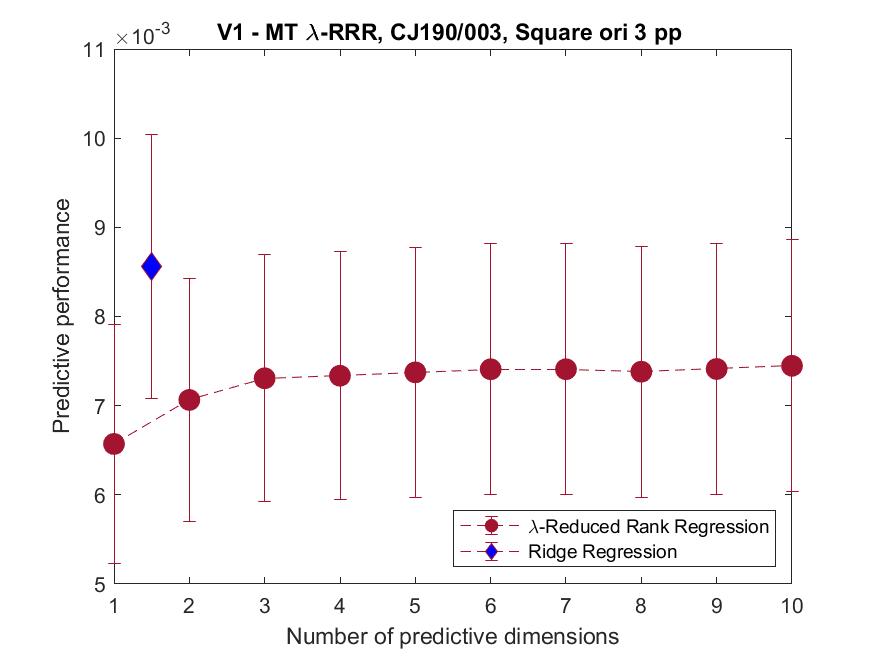 V1 - MT λ-RRR, CJ190/003, Square ori 3 pp
×10-3
11
10
9
8
7
6
5
Predictive performance
λ-Reduced Rank Regression
Ridge Regression
1 2 3 4 5 6 7 8 9 10
Number of predictive dimensions